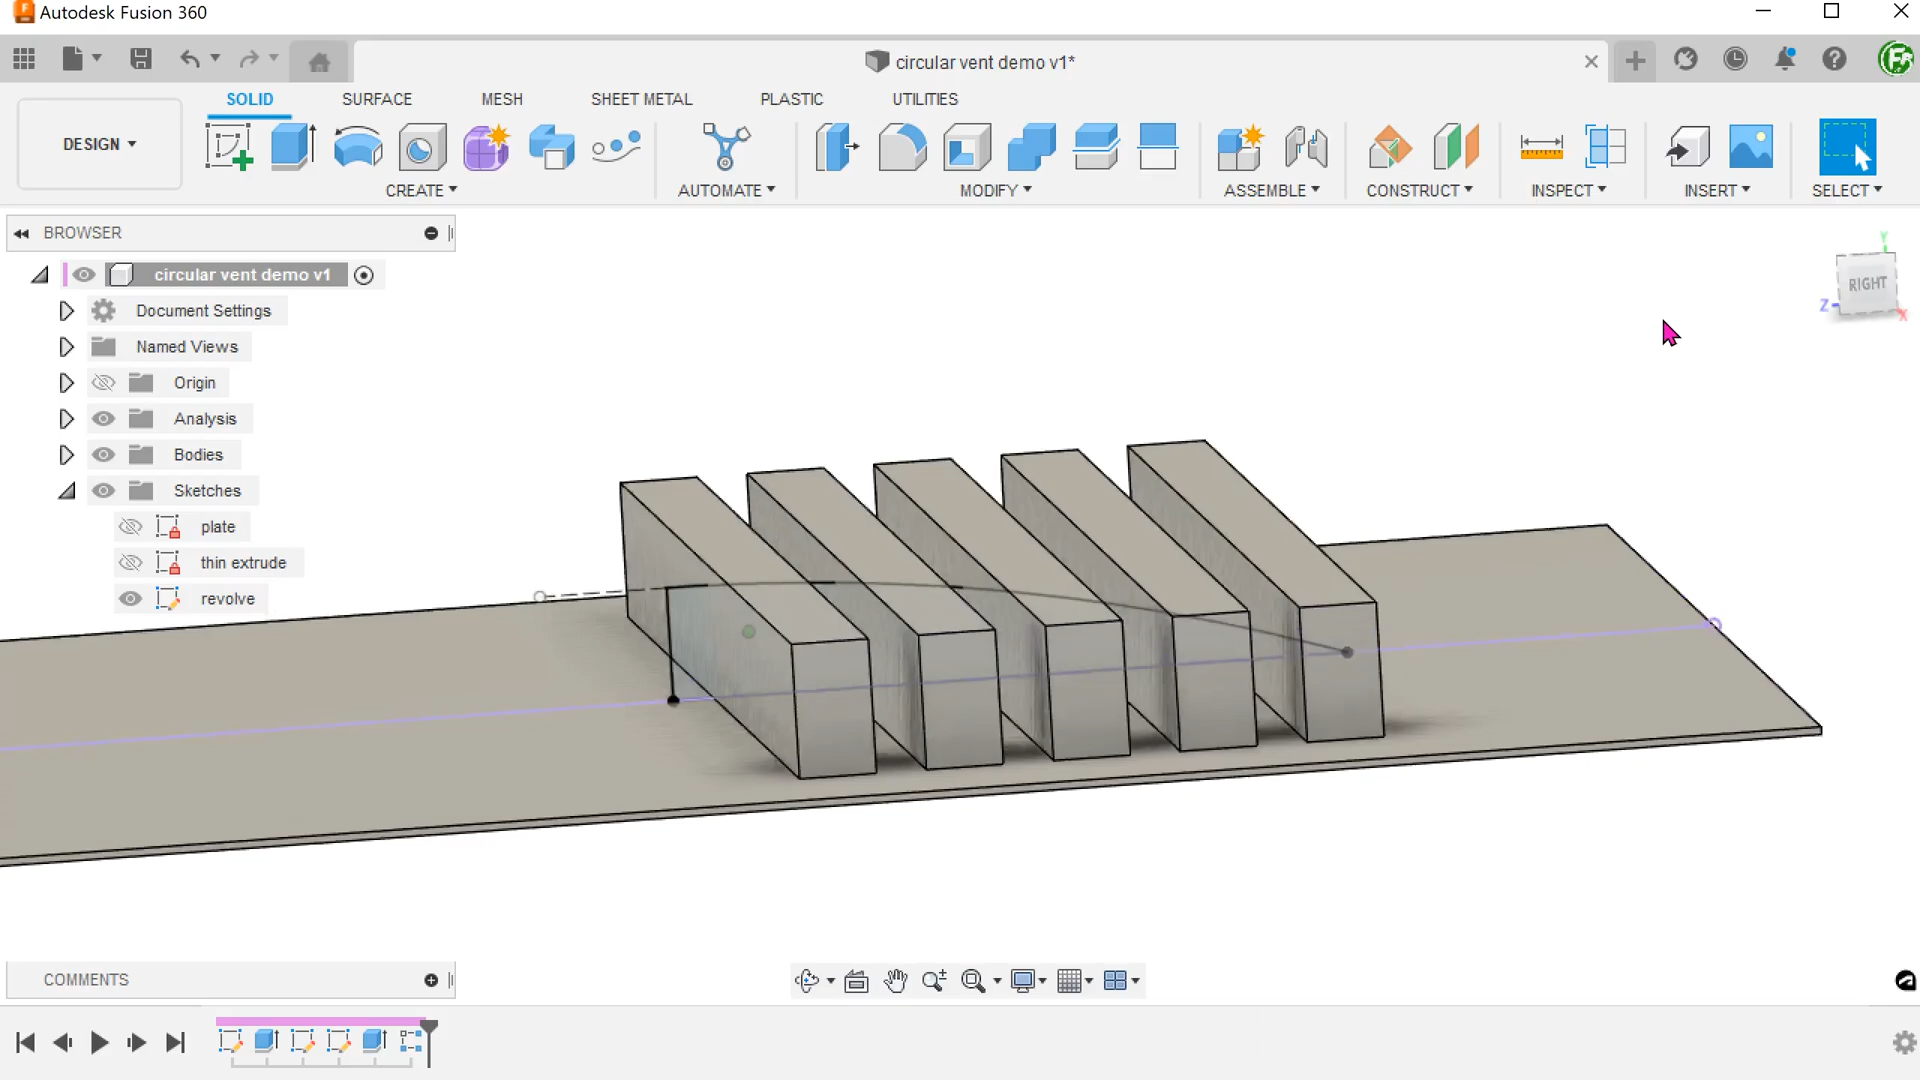 Autodesk Fusion 360
circular vent demo v1*
DESIGN
SOLID
SURFACE
MESH
SHEET METAL
PLASTIC
UTILITIES
CREATE
AUTOMATE
MODIFY
ASSEMBLE
CONSTRUCT
INSPECT
INSERT
SELECT
BROWSER
circular vent demo v1
Document Settings
Named Views
Origin
Analysis
Bodies
Sketches
plate
thin extrude
revolve
Y
RIGHT
Z
X
COMMENTS